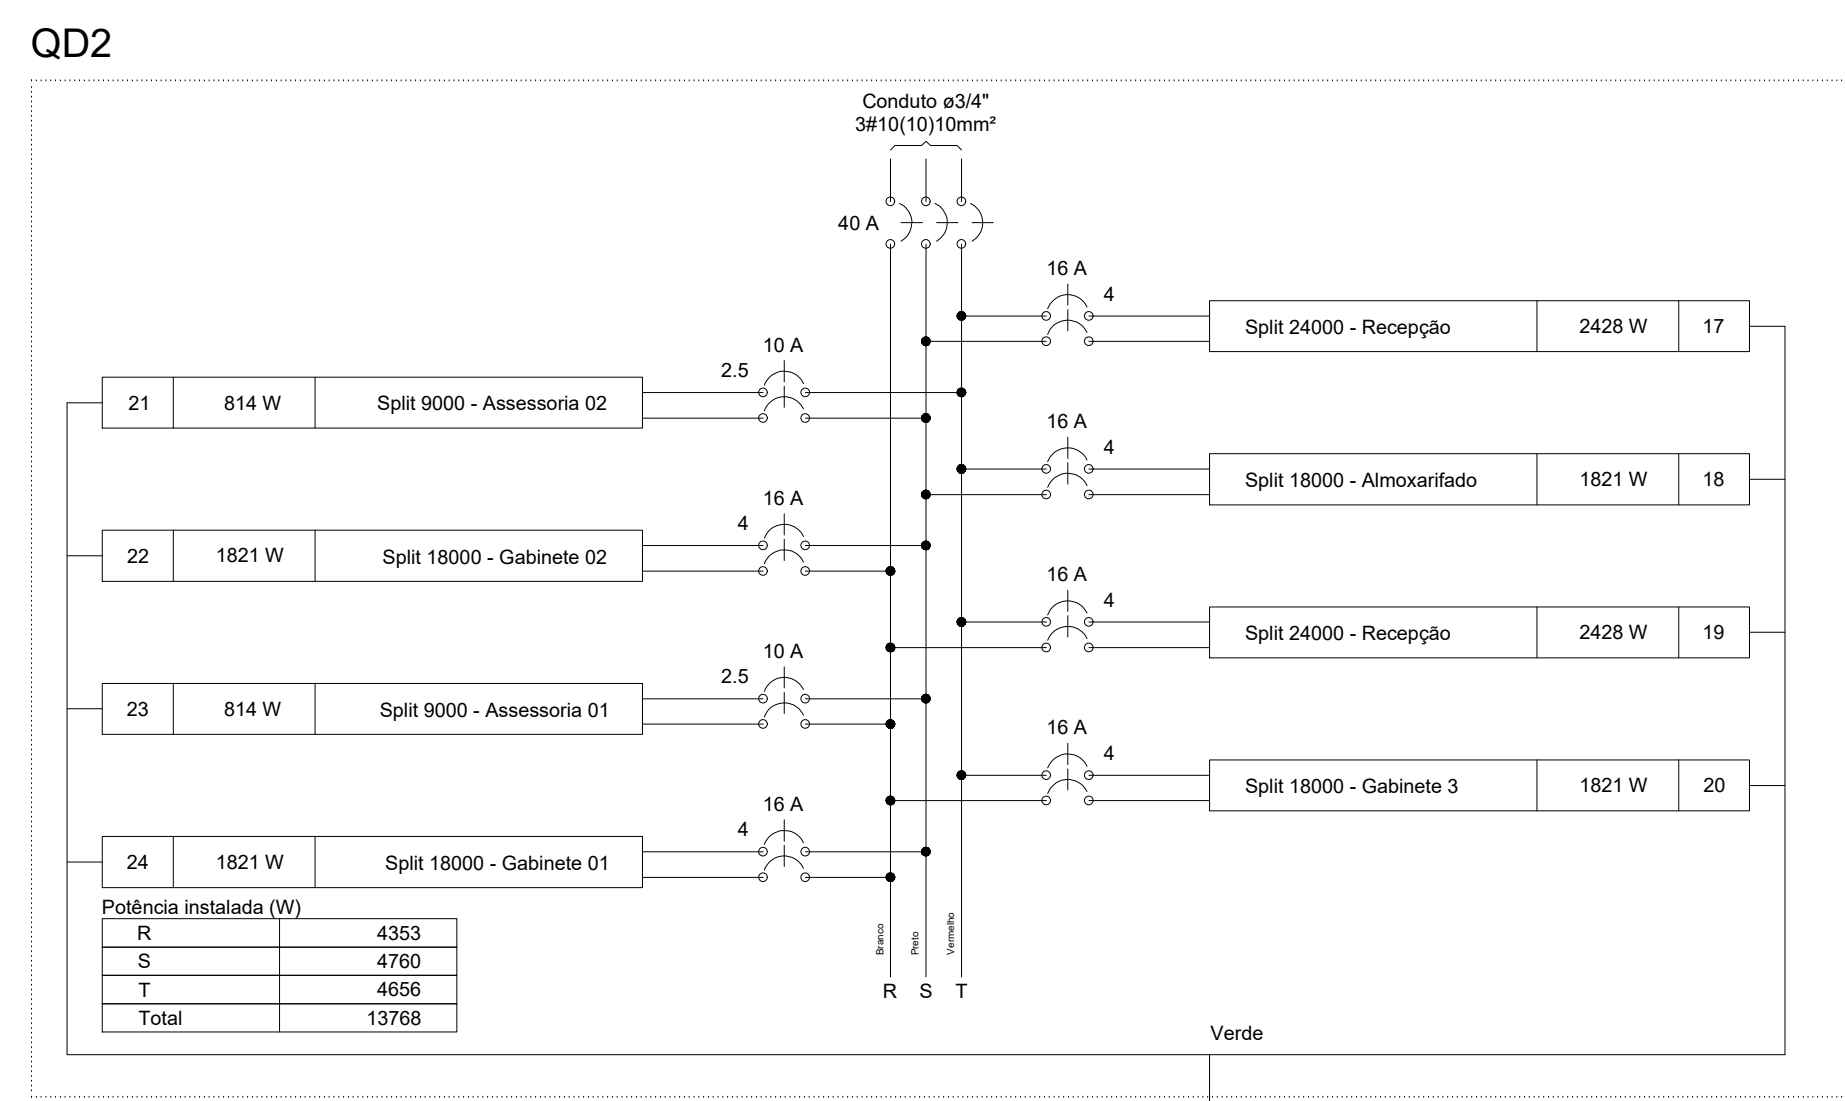 QD2
Conduto ø3/4"
3#10(10)10mm²
40 A
16 A
4
Split 24000 - Recepção 2428 W 17
10 A
2.5
21 814 W Split 9000 - Assessoria 02
16 A
4
Split 18000 - Almoxarifado 1821 W 18
16 A
4
22 1821 W Split 18000 - Gabinete 02
16 A
4
Split 24000 - Recepção 2428 W 19
10 A
2.5
23 814 W Split 9000 - Assessoria 01
16 A
4
Split 18000 - Gabinete 3 1821 W 20
16 A
4
24 1821 W Split 18000 - Gabinete 01
Potência instalada (W)
R 4353
S 4760
T 4656
Total 13768
Branco
Preto
Vermelho
R S T
Verde